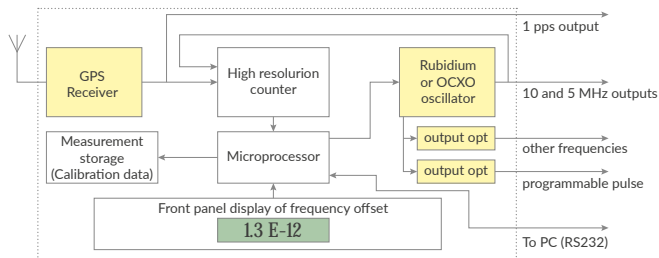 1 pps output
GPS
Receiver
High resolurion
counter
Rubidium
or OCXO
oscillator
10 and 5 MHz outputs
Measurement
storage
(Calibration data)
Microprocessor
output opt
other frequencies
output opt
programmable pulse
Front panel display of frequency offset
1.3 E-12
To PC (RS232)